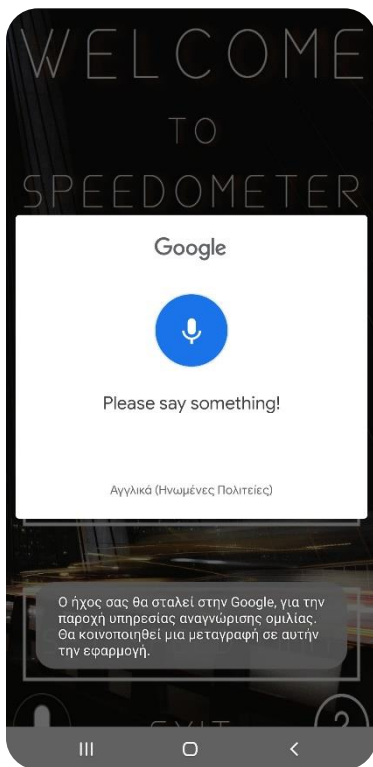 WELCOME
TO
SPEEDOMETER
Google
Please say something!
Αγγλικά (Ηνωμένες Πολιτείες)
Ο ήχος σας θα σταλεί στην Google, για την
παροχή υπηρεσίας αναγνώρισης ομιλίας.
Θα κοινοποιηθεί μια μεταγραφή σε αυτήν
την εφαρμογή.
EXIT
?